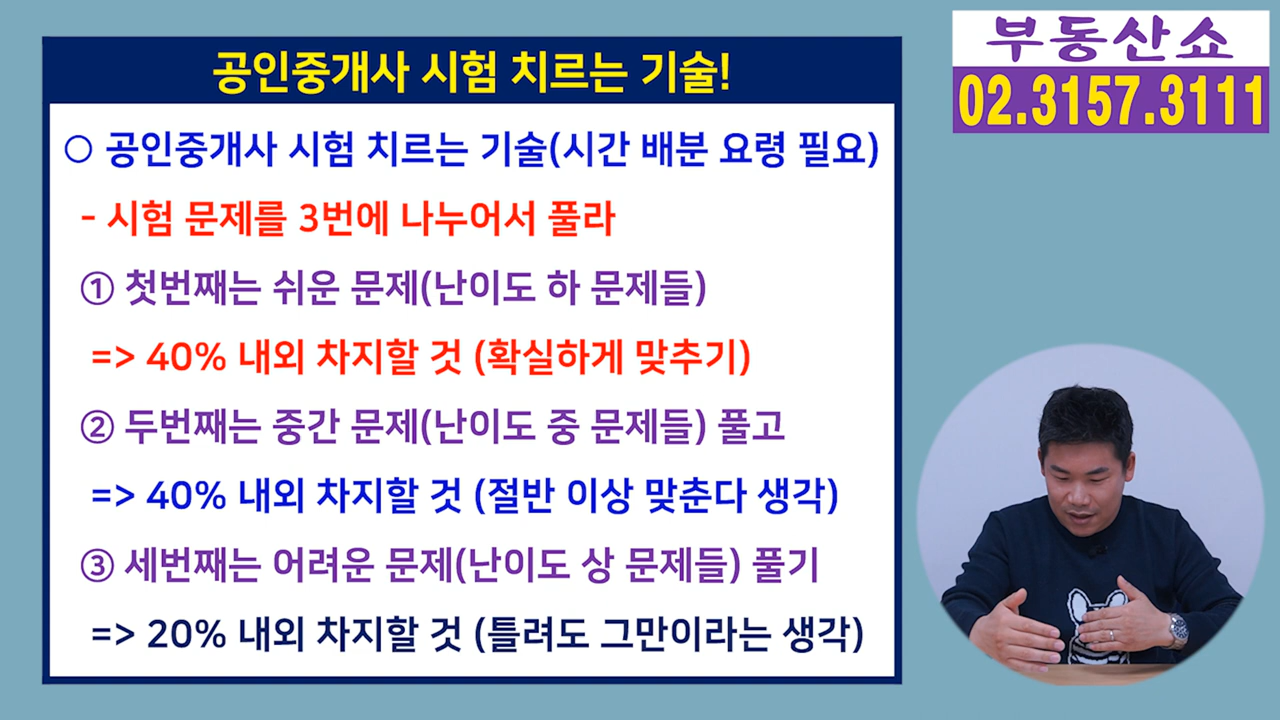 공인중개사 시험 치르는 기술!
○ 공인중개사 시험 치르는 기술(시간 배분 요령 필요)
- 시험 문제를 3번에 나누어서 풀라
① 첫번째는 쉬운 문제(난이도 하 문제들)
=> 40% 내외 차지할 것 (확실하게 맞추기)
② 두번째는 중간 문제(난이도 중 문제들) 풀고
=> 40% 내외 차지할 것 (절반 이상 맞춘다 생각)
③ 세번째는 어려운 문제(난이도 상 문제들) 풀기
=> 20% 내외 차지할 것 (틀려도 그만이라는 생각)
부동산쇼
02.3157.3111